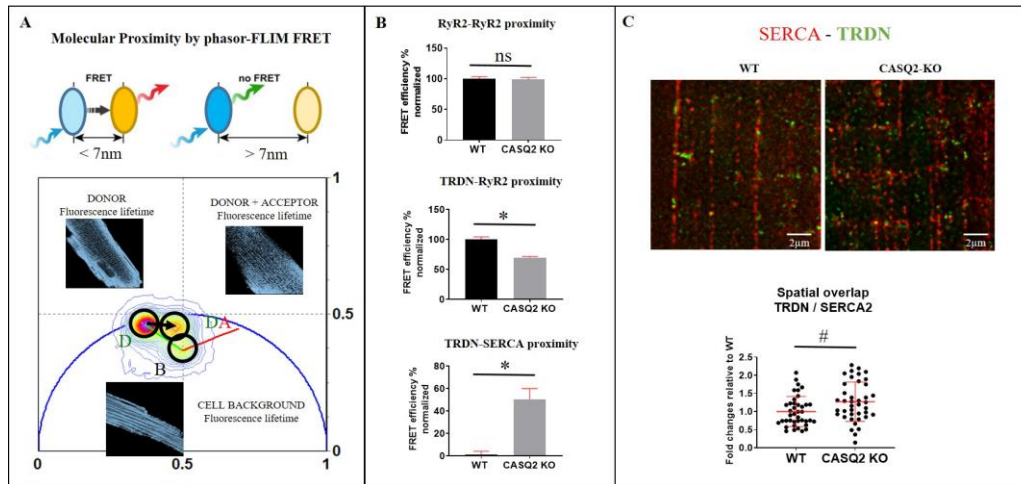 A
Molecular Proximity by phasor-FLIM FRET
FRET
no FRET
< 7nm
> 7nm
1
DONOR
Fluorescence lifetime
DONOR + ACCEPTOR
Fluorescence lifetime
0.5
D
DA
B
CELL BACKGROUND
Fluorescence lifetime
0
0.5
1
0
B
RyR2-RyR2 proximity
FRET efficiency %
normalized
150
100
50
0
ns
WT
CASQ2 KO
TRDN-RyR2 proximity
FRET efficiency %
normalized
150
100
50
0
*
WT
CASQ2 KO
TRDN-SERCA proximity
FRET efficiency %
normalized
80
60
40
20
0
*
WT
CASQ2 KO
C
SERCA - TRDN
WT
CASQ2-KO
2µm
2µm
Spatial overlap
TRDN / SERCA2
Fold changes relative to WT
2.5
2.0
1.5
1.0
0.5
0.0
#
WT
CASQ2 KO